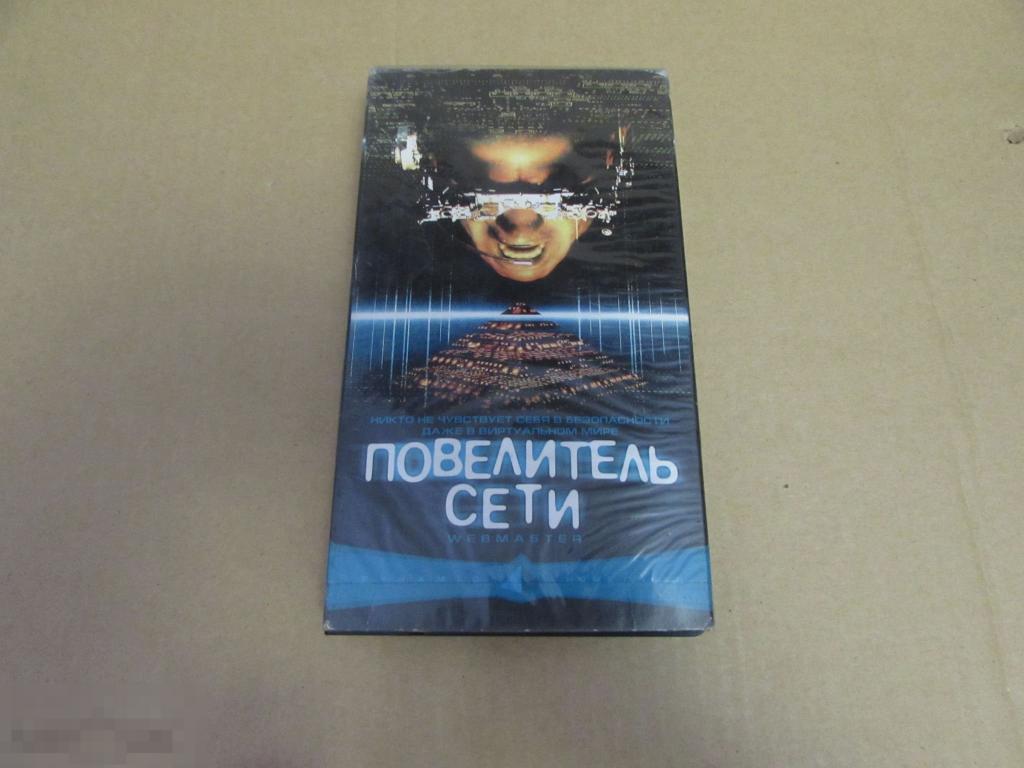 НИКТО НЕ ЧУВСТВУЕТ СЕБЯ В БЕЗОПАСНОСТИ
ДАЖЕ В ВИРТУАЛЬНОМ МИРЕ
ПОВЕЛИТЕЛЬ
СЕТИ
WEBMASTER